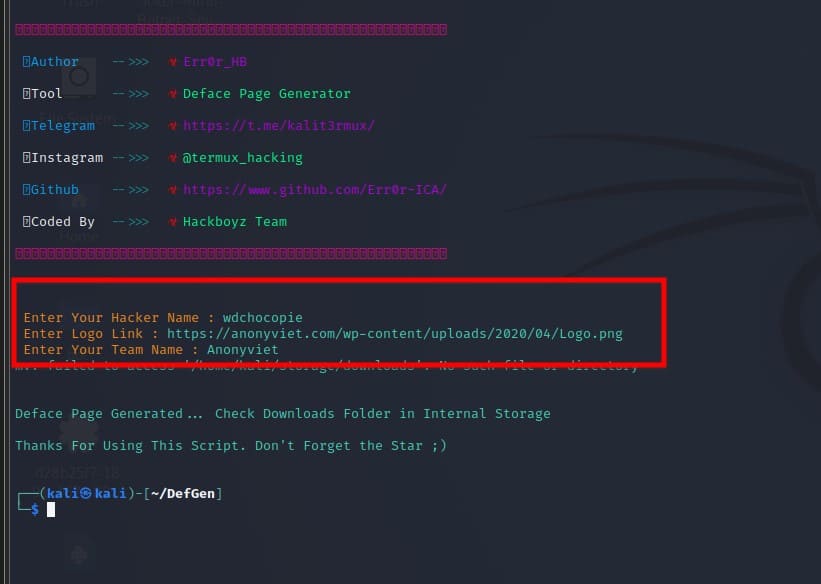 Author -->>> Err0r_HB
Tool -->>> Deface Page Generator
Telegram -->>> https://t.me/kalit3rmux/
Instagram -->>> @termux_hacking
Github -->>> https://www.github.com/Err0r-ICA/
Coded By -->>> Hackboyz Team
Enter Your Hacker Name : wdchocopie
Enter Logo Link : https://anonyviet.com/wp-content/uploads/2020/04/Logo.png
Enter Your Team Name : Anonyviet
mv: failed to access '/home/kali/storage/downloads': No such file or directory
Deface Page Generated... Check Downloads Folder in Internal Storage
Thanks For Using This Script. Don't Forget the Star ;)
┌──(kali㉿kali)-[~/DefGen]
└─$